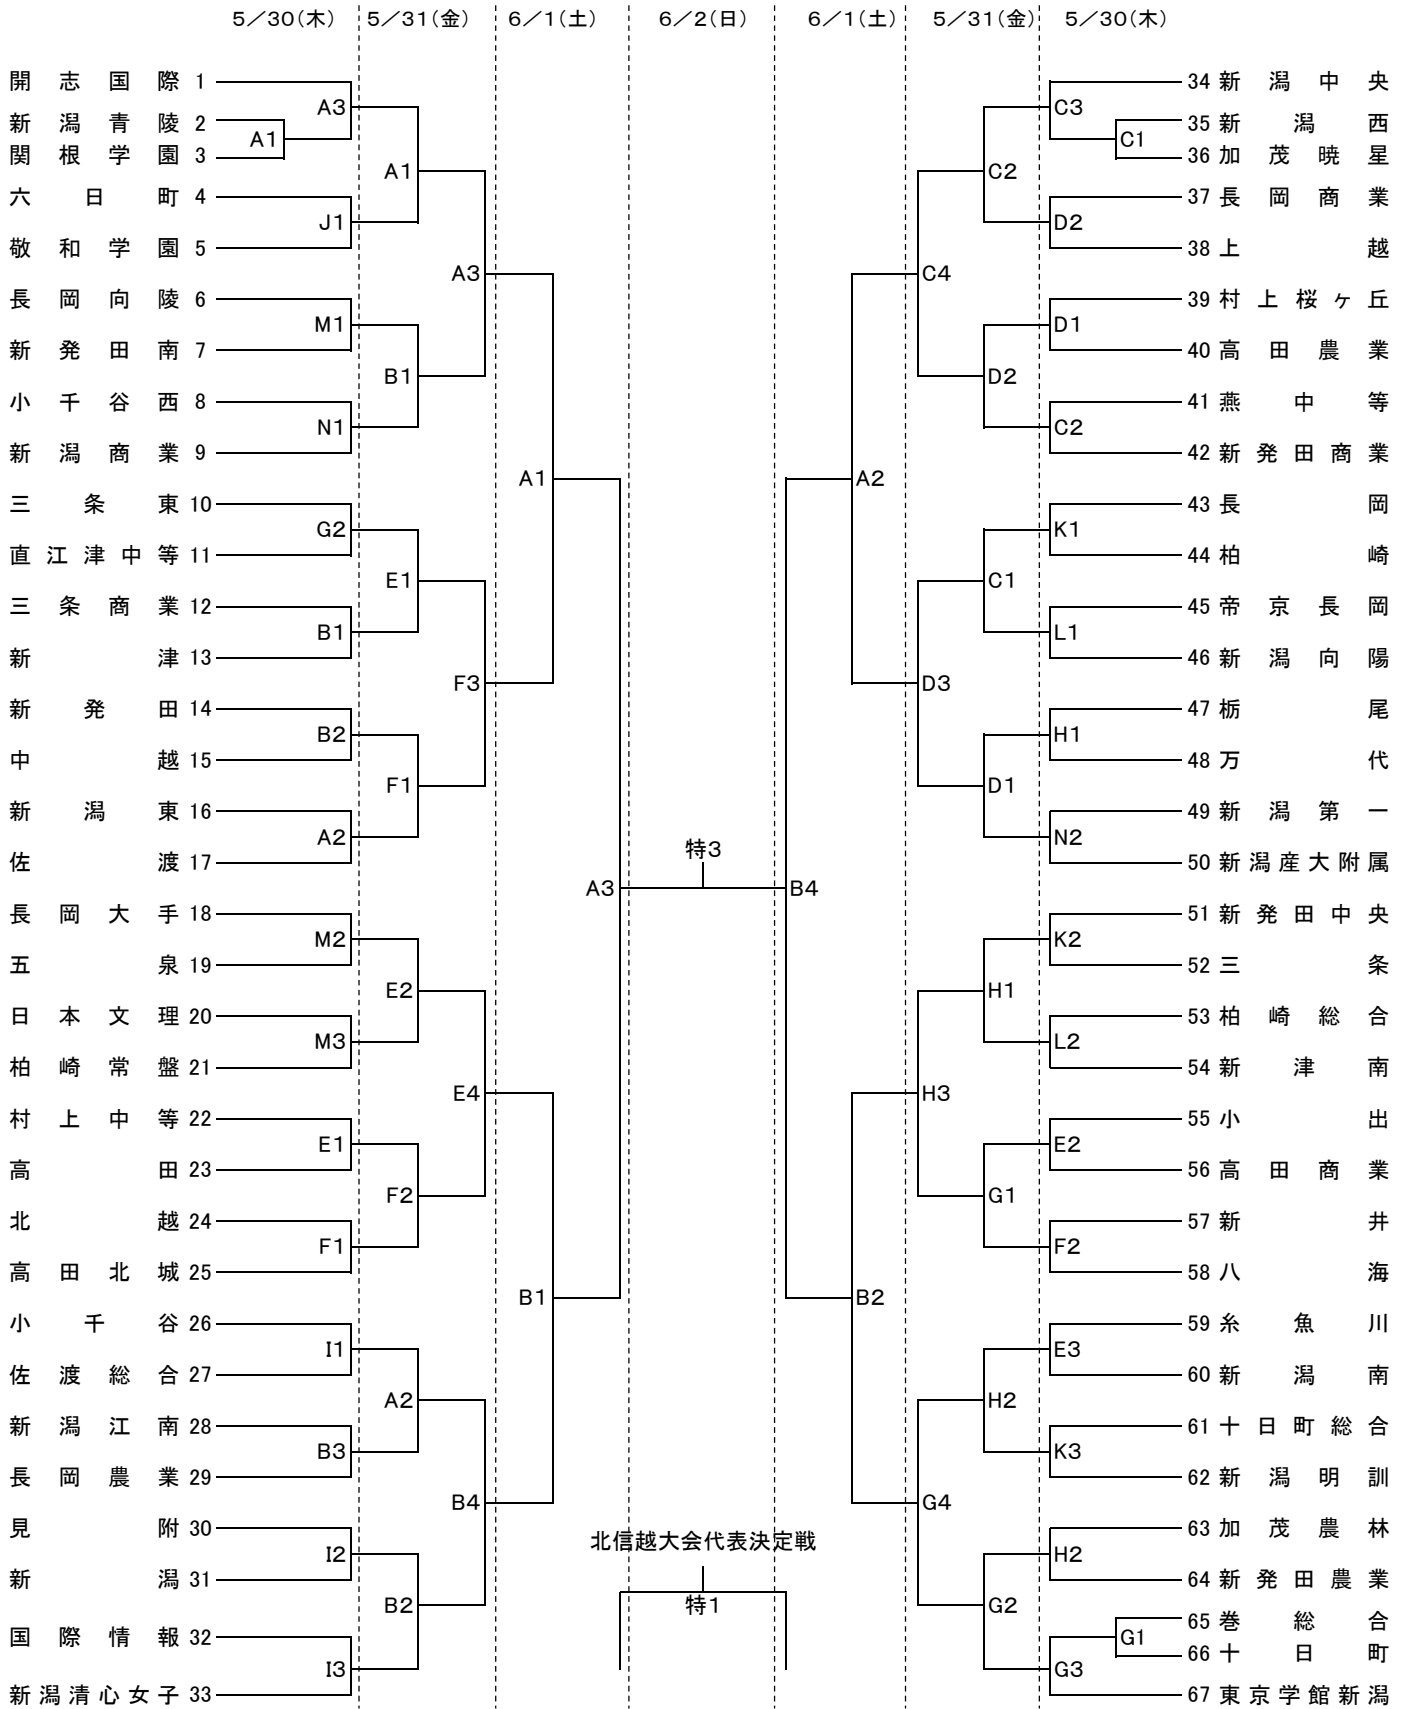 5／30(木) 5／31(金) 6／1(土) 6／2(日) 6／1(土) 5／31(金) 5／30(木)
開志国際 1
新潟青陵 2
関根学園 3
六日町 4
敬和学園 5
長岡向陵 6
新発田南 7
小千谷西 8
新潟商業 9
三条東 10
直江津中等 11
三条商業 12
新津 13
新発田 14
中越 15
新潟東 16
佐渡 17
長岡大手 18
五泉 19
日本文理 20
柏崎常盤 21
村上中等 22
高田 23
北越 24
高田北城 25
小千谷 26
佐渡総合 27
新潟江南 28
長岡農業 29
見附 30
新潟 31
国際情報 32
新潟清心女子 33
A1
A3
J1
M1
N1
G2
B1
B2
A2
M2
M3
E1
F1
I1
B3
I2
I3
A1
B1
E1
F1
E2
F2
A2
B2
A3
F3
E4
B4
A1
B1
A3
特3
B4
北信越大会代表決定戦
特1
A2
B2
C4
D3
H3
G4
C2
D2
C1
D1
H1
G1
H2
G2
C3
C1
D2
D1
C2
K1
L1
H1
N2
K2
L2
E2
F2
E3
K3
H2
G1
G3
34 新潟中央
35 新潟西
36 加茂暁星
37 長岡商業
38 上越
39 村上桜ヶ丘
40 高田農業
41 燕中等
42 新発田商業
43 長岡
44 柏崎
45 帝京長岡
46 新潟向陽
47 栃尾
48 万代
49 新潟第一
50 新潟産大附属
51 新発田中央
52 三条
53 柏崎総合
54 新津南
55 小出
56 高田商業
57 新井
58 八海
59 糸魚川
60 新潟南
61 十日町総合
62 新潟明訓
63 加茂農林
64 新発田農業
65 巻総合
66 十日町
67 東京学館新潟